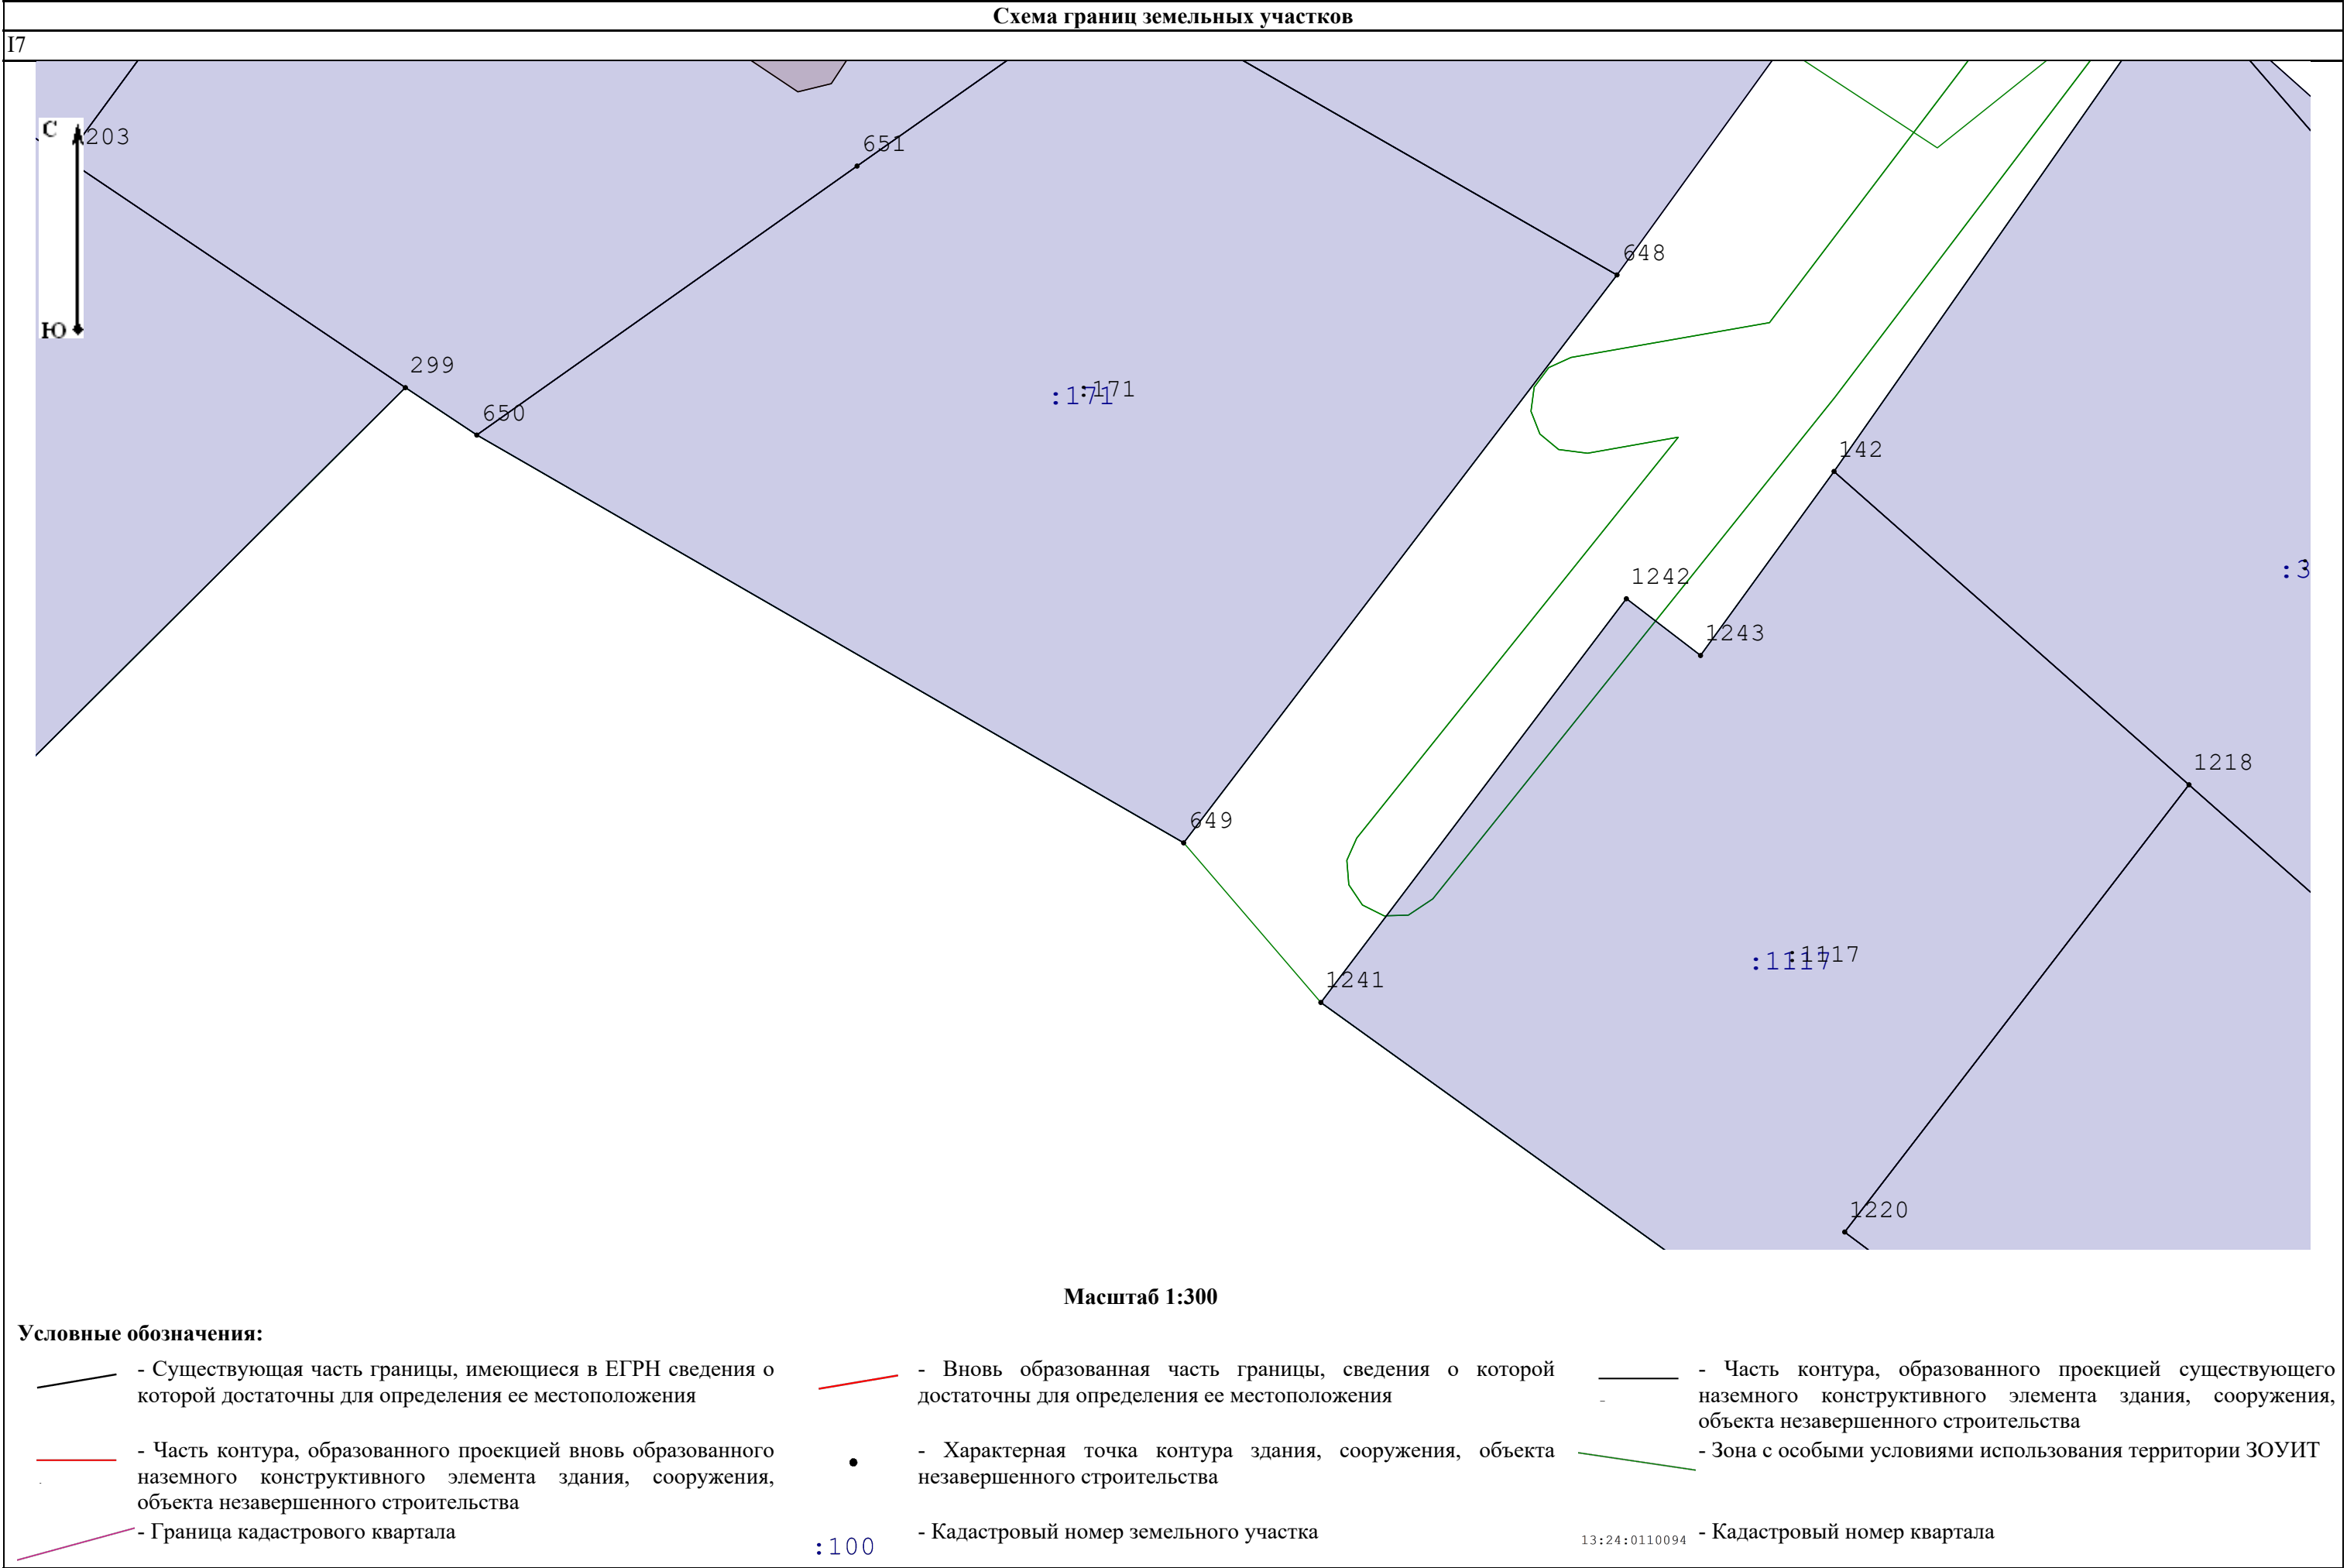 Схема границ земельных участков
I7
С
203
651
648
Ю
299
:171
:171
650
142
:3
1242
1243
1218
649
:1117
:1117
1241
1220
Масштаб 1:300
Условные обозначения:
- Существующая часть границы, имеющиеся в ЕГРН сведения о
которой достаточны для определения ее местоположения
- Вновь образованная часть границы, сведения о которой
достаточны для определения ее местоположения
- Часть контура, образованного проекцией существующего
наземного конструктивного элемента здания, сооружения,
объекта незавершенного строительства
- Часть контура, образованного проекцией вновь образованного
наземного конструктивного элемента здания, сооружения,
объекта незавершенного строительства
- Характерная точка контура здания, сооружения, объекта
незавершенного строительства
- Зона с особыми условиями использования территории ЗОУИТ
- Граница кадастрового квартала
:100
- Кадастровый номер земельного участка
13:24:0110094
- Кадастровый номер квартала